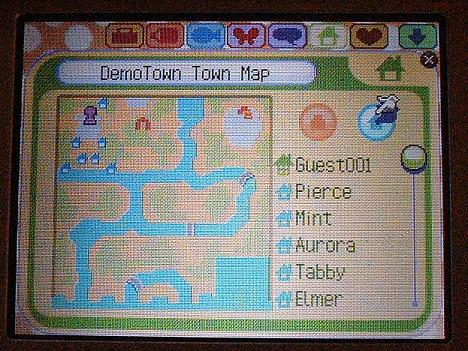 DemoTown Town Map
Guest001
Pierce
Mint
Aurora
Tabby
Elmer